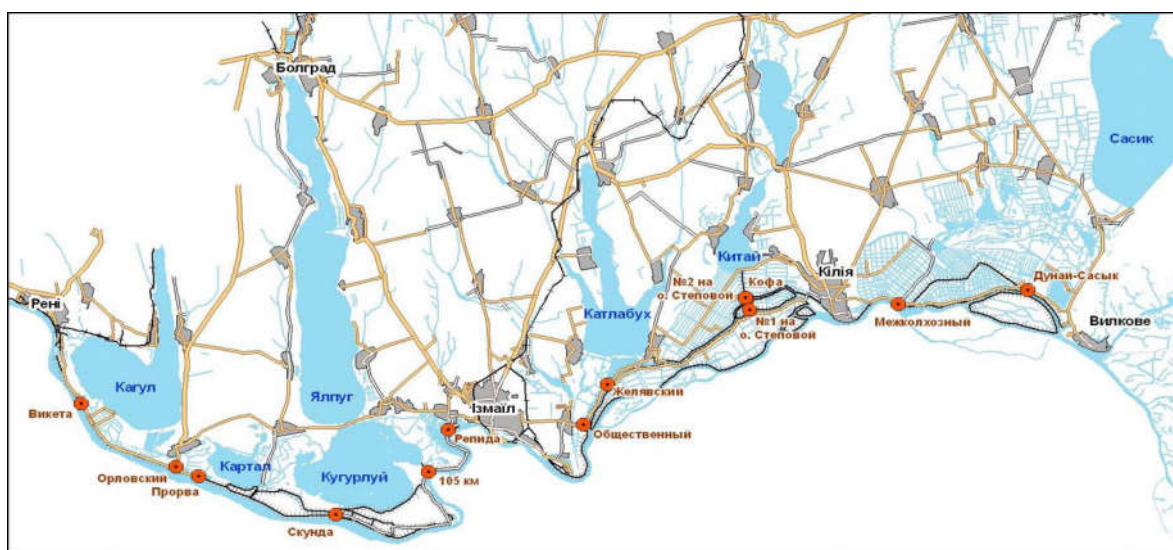 Болград
Сасик
Китай
Кілія
№2 на
о. Степовой
Кофа
Дунай-Сасык
Рені
Катлабух
№1 на
о. Степовой
Межколхозный
Вилкове
Кагул
Ялпуг
Желявский
Викета
Ізмаїл
Репида
Общественный
Орловский
Прорва
Картал
Кугурлуй
105 км
Скунда